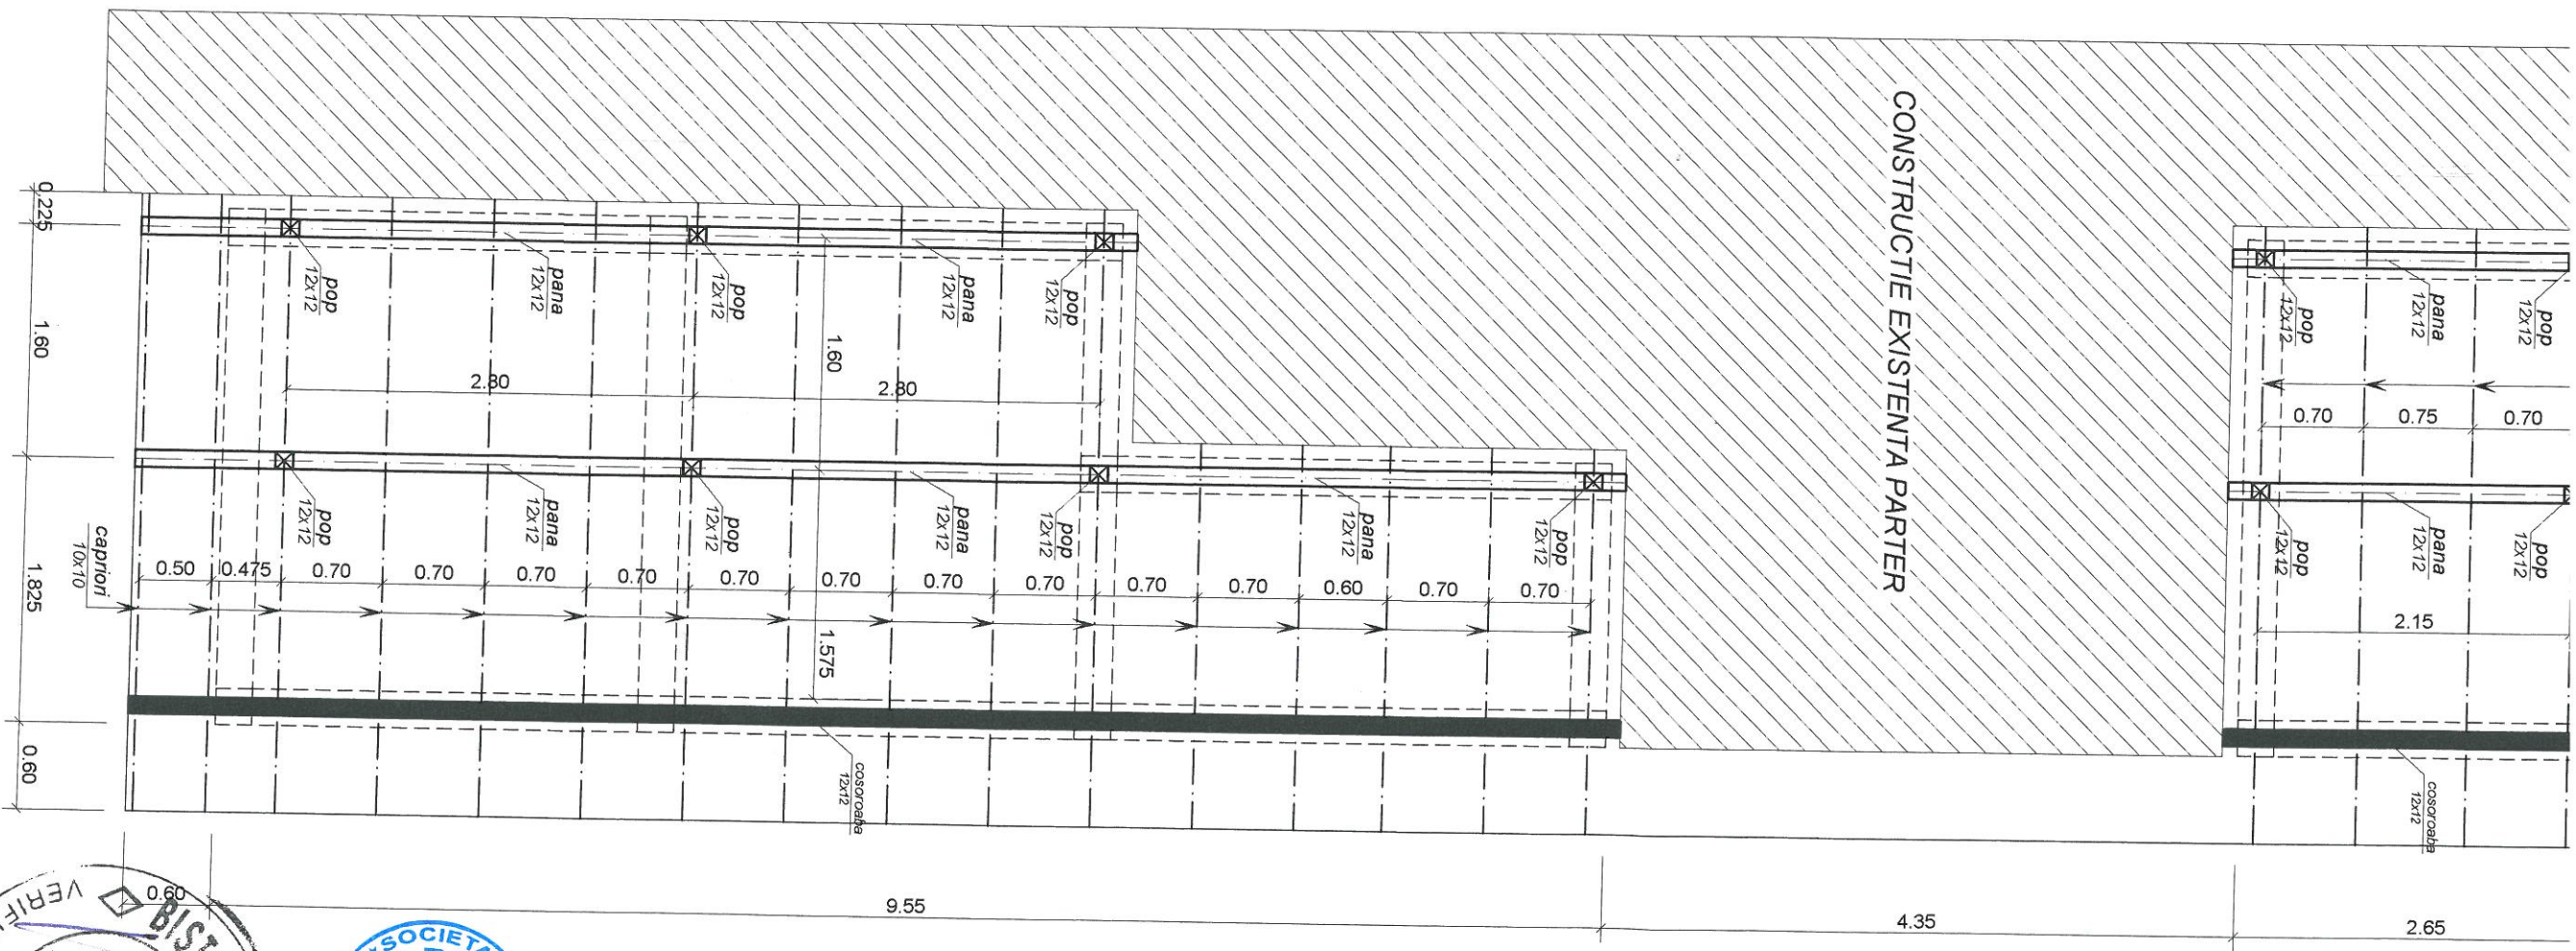 CONSTRUCTIE EXISTENTA PARTER
0.225
1.60
1.825
0.60
pop
12x12
pana
12x12
pop
12x12
pana
12x12
pop
12x12
1.60
2.80
2.80
pop
12x12
pana
12x12
pop
12x12
pana
12x12
pop
12x12
pana
12x12
pop
12x12
capriori
10x10
0.50 0.475 0.70 0.70 0.70 0.70 0.70 0.70 0.70 0.70 0.70 0.70 0.60 0.70 0.70
1.575
cosoroaba
12x12
pop
12x12
pana
12x12
pop
12x12
0.70 0.75 0.70
pop
12x12
pana
12x12
pop
12x12
2.15
cosoroaba
12x12
0.60 9.55 4.35 2.65